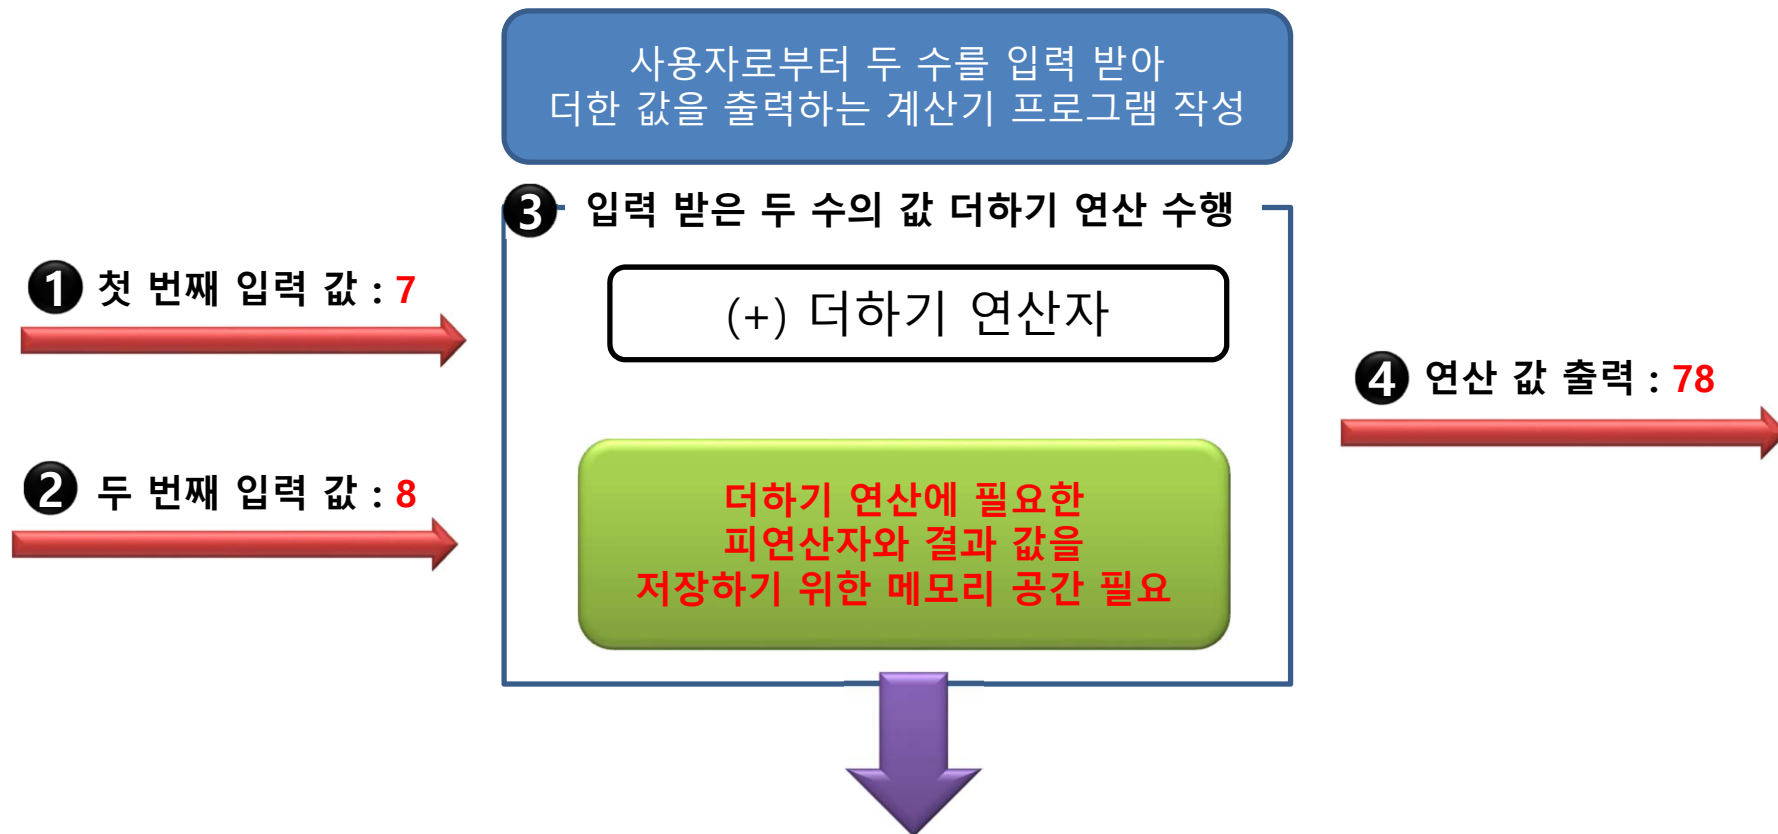 사용자로부터 두 수를 입력 받아
더한 값을 출력하는 계산기 프로그램 작성
❸ 입력 받은 두 수의 값 더하기 연산 수행
❶ 첫 번째 입력 값 : 7
(+) 더하기 연산자
❷ 두 번째 입력 값 : 8
더하기 연산에 필요한
피연산자와 결과 값을
저장하기 위한 메모리 공간 필요
❹ 연산 값 출력 : 78